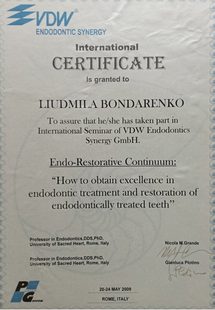 VDW
ENDODONTIC SYNERGY
International
CERTIFICATE
is granted to
LIUDMILA BONDARENKO
To assure that he/she has taken part in
International Seminar of VDW Endodontics
Synergy GmbH.
Endo-Restorative Continuum:
“How to obtain excellence in
endodontic treatment and restoration of
endodontically treated teeth”
Professor in Endodontics,DDS,PhD,
University of Sacred Heart, Rome, Italy
Nicola M.Grande
Professor in Endodontics,DDS,PhD,
University of Sacred Heart, Rome, Italy
Gianluca Plotino
20-24 MAY 2009
ROME, ITALY